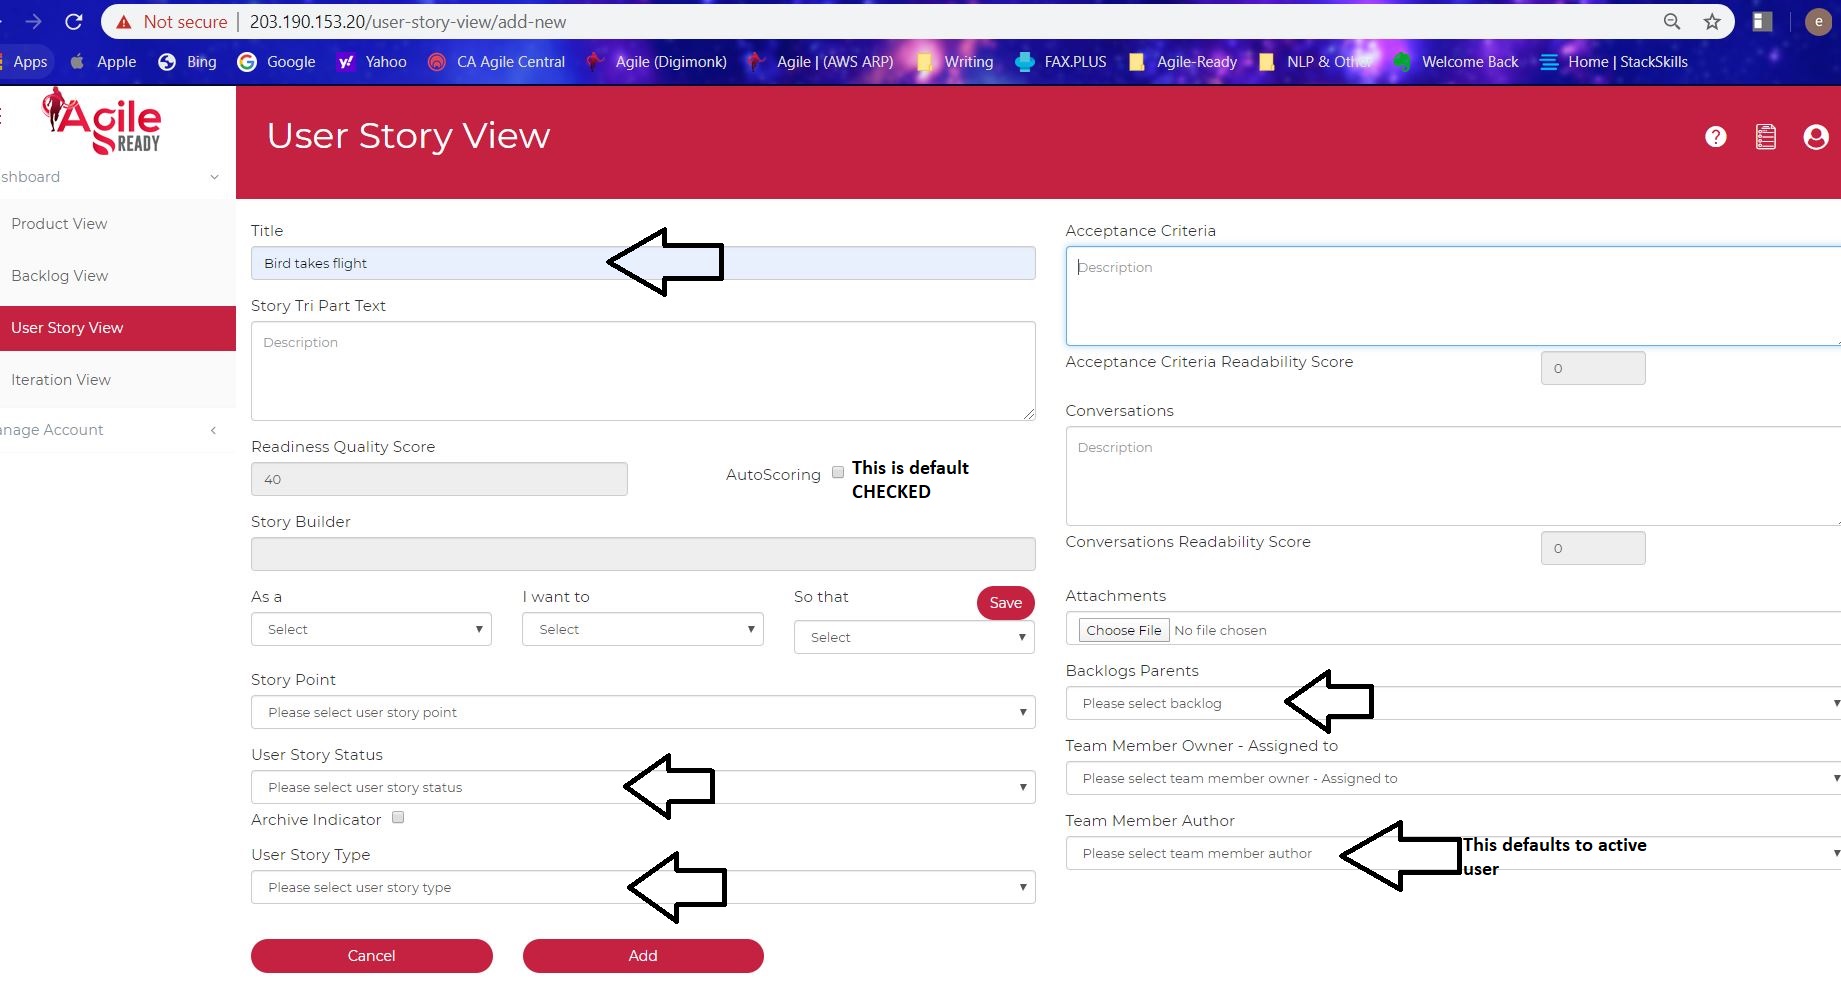 Not secure | 203.190.153.20/user-story-view/add-new
e
Apps Apple Bing Google Yahoo CA Agile Central Agile (Digimonk) Agile | (AWS ARP) Writing FAX.PLUS Agile-Ready NLP & Other Welcome Back Home | StackSkills
Agile
READY
User Story View
shboard
Product View
Backlog View
User Story View
Iteration View
nage Account
Title
Bird takes flight
Story Tri Part Text
Description
Readiness Quality Score
40
AutoScoring
This is default
CHECKED
Story Builder
As a
I want to
So that
Save
Select
Select
Select
Story Point
Please select user story point
User Story Status
Please select user story status
Archive Indicator
User Story Type
Please select user story type
Cancel
Add
Acceptance Criteria
Description
Acceptance Criteria Readability Score
0
Conversations
Description
Conversations Readability Score
0
Attachments
Choose File No file chosen
Backlogs Parents
Please select backlog
Team Member Owner - Assigned to
Please select team member owner - Assigned to
Team Member Author
Please select team member author
This defaults to active
user